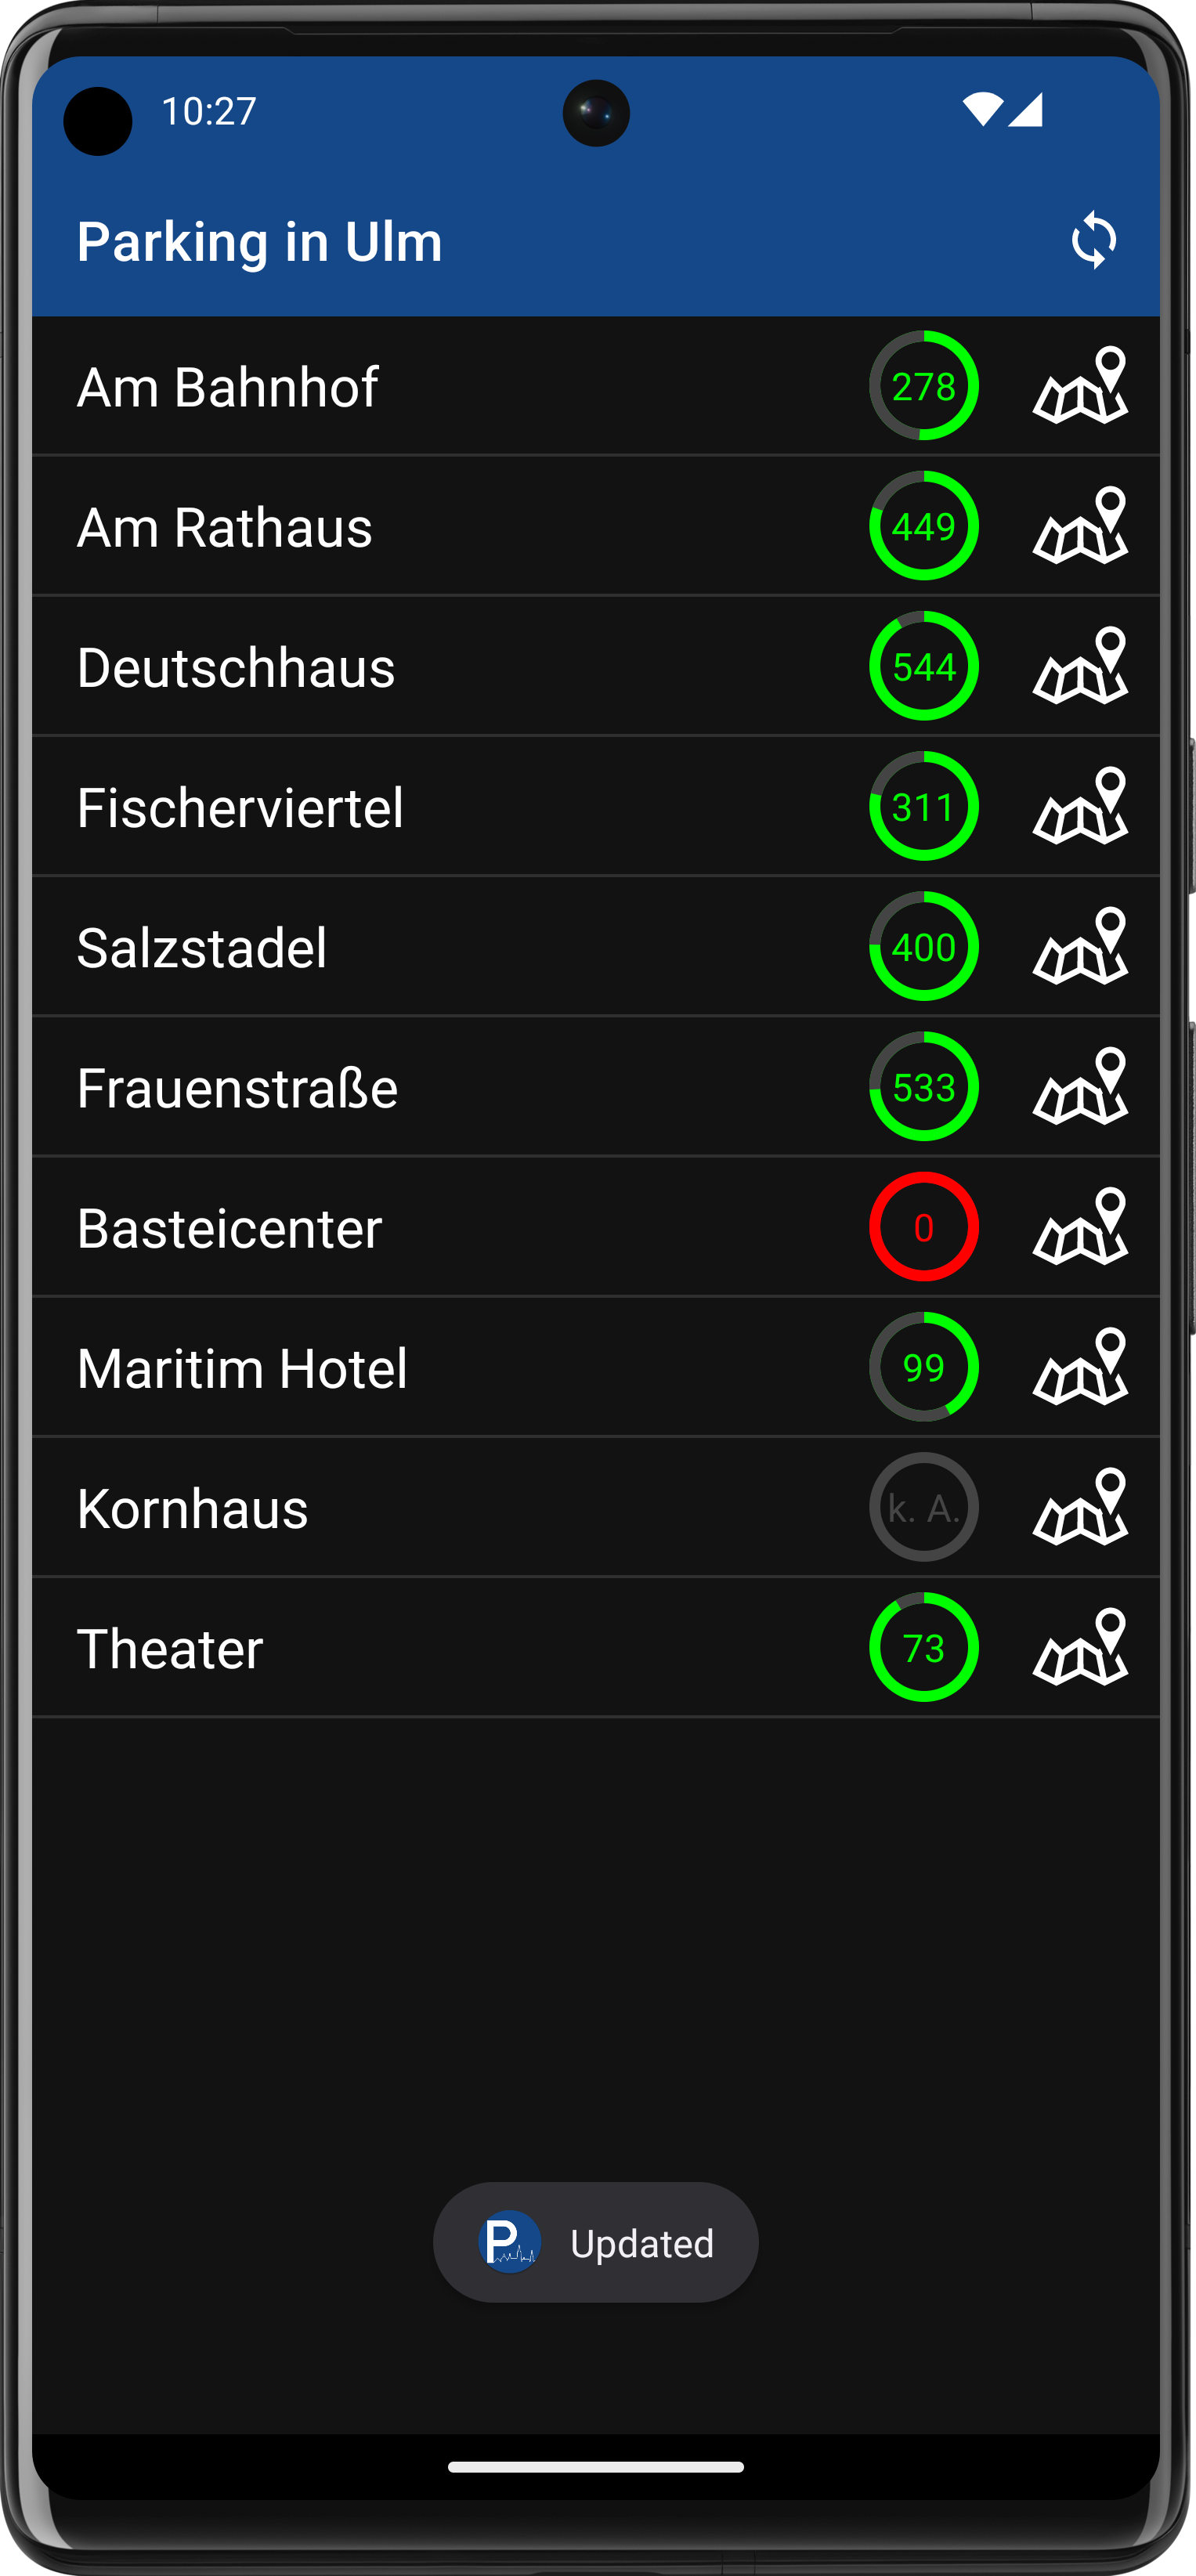 10:27
Parking in Ulm
Am Bahnhof 278
Am Rathaus 449
Deutschhaus 544
Fischerviertel 311
Salzstadel 400
Frauenstraße 533
Basteicenter 0
Maritim Hotel 99
Kornhaus k. A.
Theater 73
P Updated